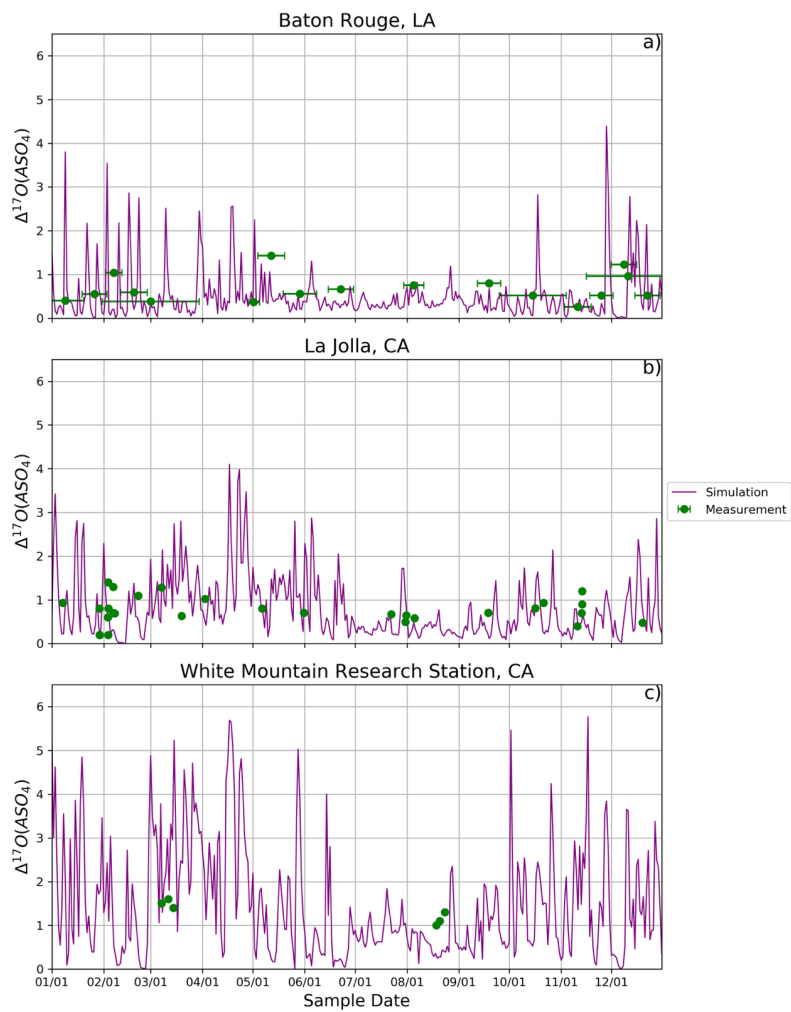 Baton Rouge, LA
a)
6
5
4
3
2
1
0
Δ¹⁷O(ASO₄)
La Jolla, CA
b)
6
5
4
3
2
1
0
Δ¹⁷O(ASO₄)
Simulation
Measurement
White Mountain Research Station, CA
c)
6
5
4
3
2
1
0
Δ¹⁷O(ASO₄)
01/01 02/01 03/01 04/01 05/01 06/01 07/01 08/01 09/01 10/01 11/01 12/01
Sample Date